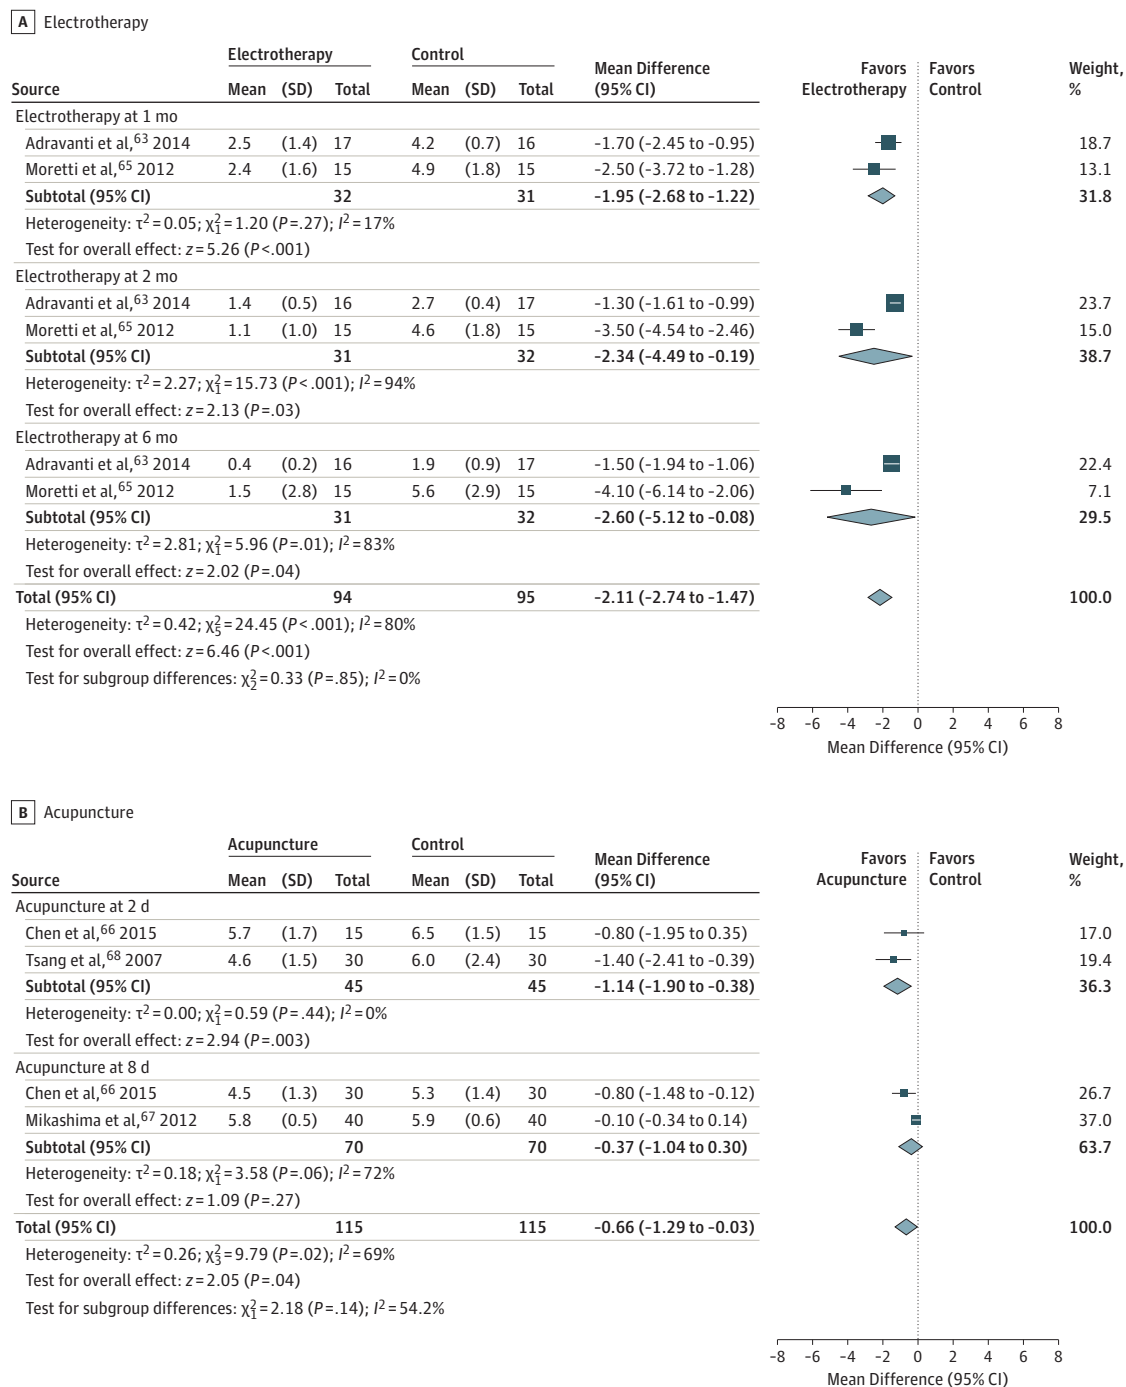 A Electrotherapy
Electrotherapy Control
Mean Difference (95% CI) Favors Electrotherapy Favors Control Weight, %
Source Mean (SD) Total Mean (SD) Total
Electrotherapy at 1 mo
Adravanti et al,63 2014 2.5 (1.4) 17 4.2 (0.7) 16 -1.70 (-2.45 to -0.95) 18.7
Moretti et al,65 2012 2.4 (1.6) 15 4.9 (1.8) 15 -2.50 (-3.72 to -1.28) 13.1
Subtotal (95% CI) 32 31 -1.95 (-2.68 to -1.22) 31.8
Heterogeneity: τ2 = 0.05; χ21 = 1.20 (P = .27); I2 = 17%
Test for overall effect: z = 5.26 (P < .001)
Electrotherapy at 2 mo
Adravanti et al,63 2014 1.4 (0.5) 16 2.7 (0.4) 17 -1.30 (-1.61 to -0.99) 23.7
Moretti et al,65 2012 1.1 (1.0) 15 4.6 (1.8) 15 -3.50 (-4.54 to -2.46) 15.0
Subtotal (95% CI) 31 32 -2.34 (-4.49 to -0.19) 38.7
Heterogeneity: τ2 = 2.27; χ21 = 15.73 (P < .001); I2 = 94%
Test for overall effect: z = 2.13 (P = .03)
Electrotherapy at 6 mo
Adravanti et al,63 2014 0.4 (0.2) 16 1.9 (0.9) 17 -1.50 (-1.94 to -1.06) 22.4
Moretti et al,65 2012 1.5 (2.8) 15 5.6 (2.9) 15 -4.10 (-6.14 to -2.06) 7.1
Subtotal (95% CI) 31 32 -2.60 (-5.12 to -0.08) 29.5
Heterogeneity: τ2 = 2.81; χ21 = 5.96 (P = .01); I2 = 83%
Test for overall effect: z = 2.02 (P = .04)
Total (95% CI) 94 95 -2.11 (-2.74 to -1.47) 100.0
Heterogeneity: τ2 = 0.42; χ25 = 24.45 (P < .001); I2 = 80%
Test for overall effect: z = 6.46 (P < .001)
Test for subgroup differences: χ22 = 0.33 (P = .85); I2 = 0%
-8 -6 -4 -2 0 2 4 6 8
Mean Difference (95% CI)
B Acupuncture
Acupuncture Control
Mean Difference (95% CI) Favors Acupuncture Favors Control Weight, %
Source Mean (SD) Total Mean (SD) Total
Acupuncture at 2 d
Chen et al,66 2015 5.7 (1.7) 15 6.5 (1.5) 15 -0.80 (-1.95 to 0.35) 17.0
Tsang et al,68 2007 4.6 (1.5) 30 6.0 (2.4) 30 -1.40 (-2.41 to -0.39) 19.4
Subtotal (95% CI) 45 45 -1.14 (-1.90 to -0.38) 36.3
Heterogeneity: τ2 = 0.00; χ21 = 0.59 (P = .44); I2 = 0%
Test for overall effect: z = 2.94 (P = .003)
Acupuncture at 8 d
Chen et al,66 2015 4.5 (1.3) 30 5.3 (1.4) 30 -0.80 (-1.48 to -0.12) 26.7
Mikashima et al,67 2012 5.8 (0.5) 40 5.9 (0.6) 40 -0.10 (-0.34 to 0.14) 37.0
Subtotal (95% CI) 70 70 -0.37 (-1.04 to 0.30) 63.7
Heterogeneity: τ2 = 0.18; χ21 = 3.58 (P = .06); I2 = 72%
Test for overall effect: z = 1.09 (P = .27)
Total (95% CI) 115 115 -0.66 (-1.29 to -0.03) 100.0
Heterogeneity: τ2 = 0.26; χ23 = 9.79 (P = .02); I2 = 69%
Test for overall effect: z = 2.05 (P = .04)
Test for subgroup differences: χ21 = 2.18 (P = .14); I2 = 54.2%
-8 -6 -4 -2 0 2 4 6 8
Mean Difference (95% CI)